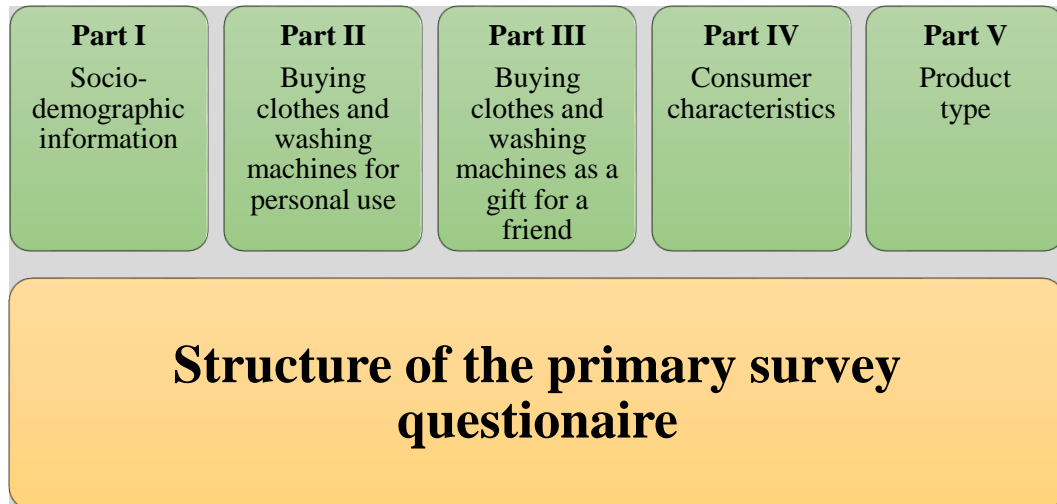 Part I
Socio-
demographic
information
Part II
Buying
clothes and
washing
machines for
personal use
Part III
Buying
clothes and
washing
machines as a
gift for a
friend
Part IV
Consumer
characteristics
Part V
Product
type
Structure of the primary survey
questionaire